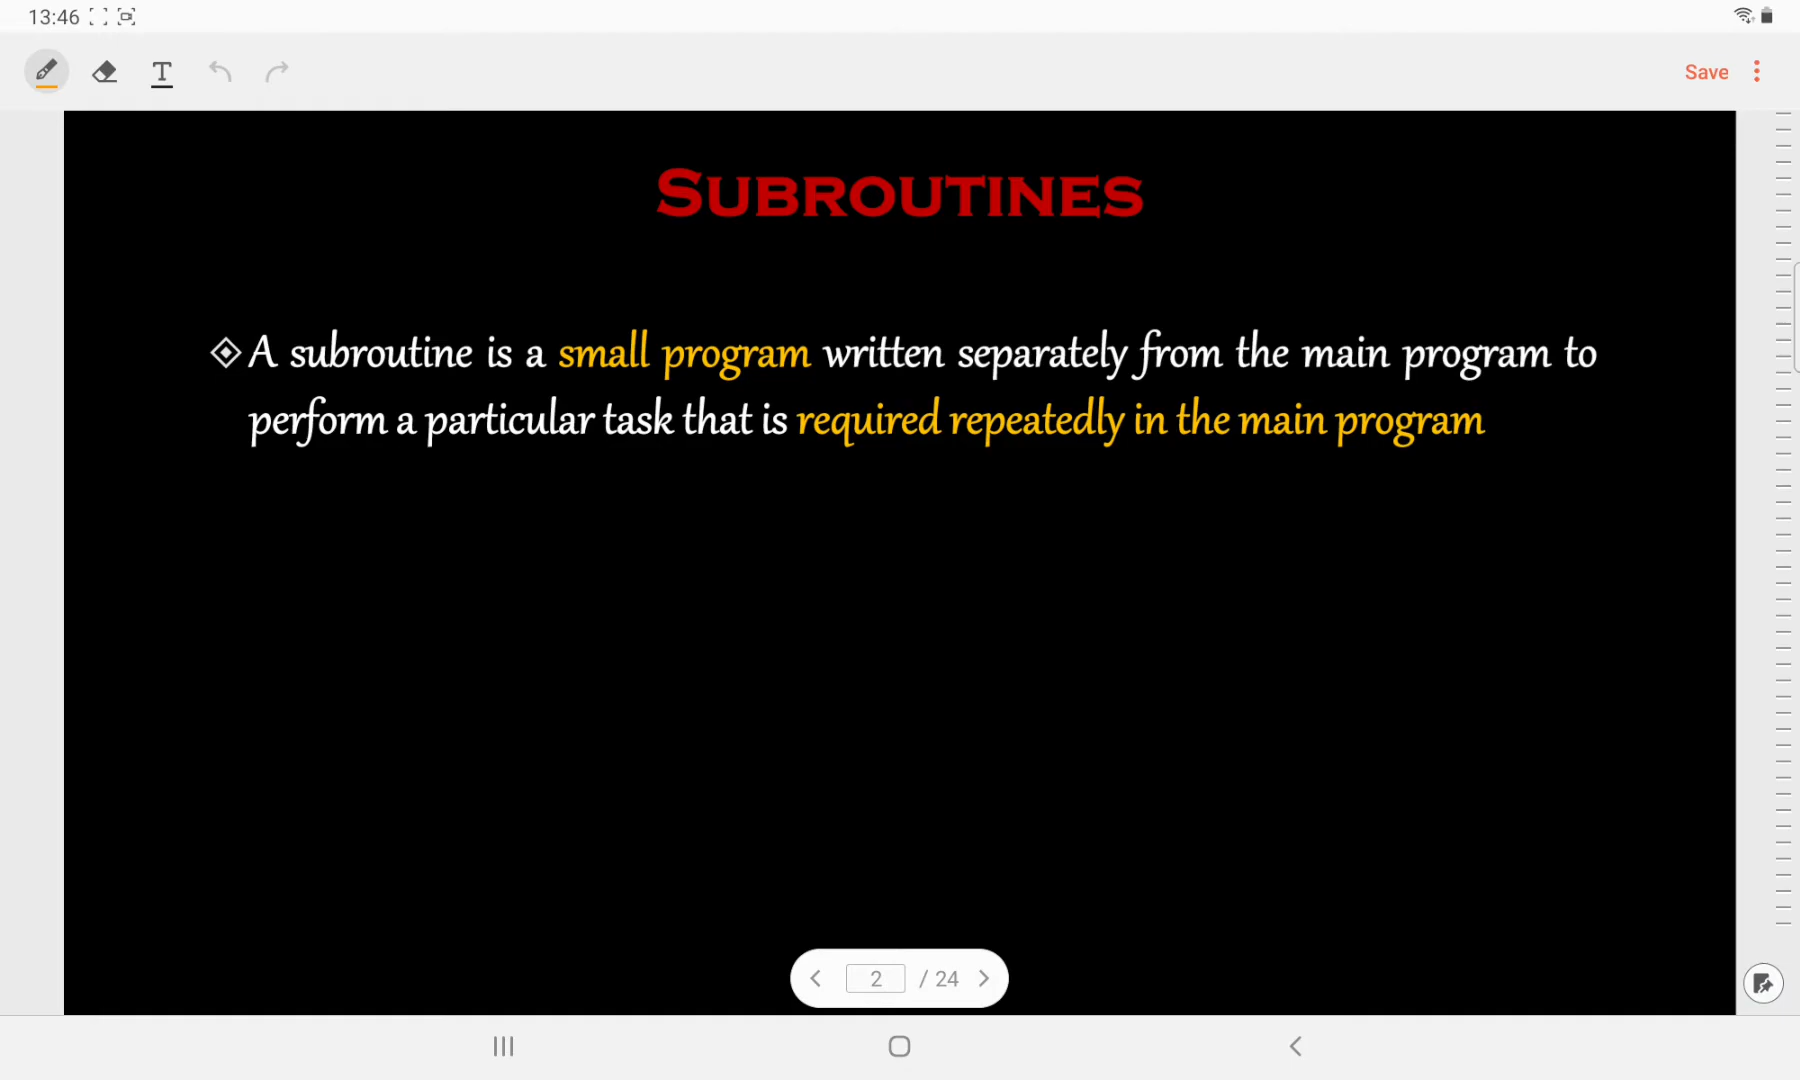 13:46
Save
SUBROUTINES
A subroutine is a small program written separately from the main program to
perform a particular task that is required repeatedly in the main program
2 / 24